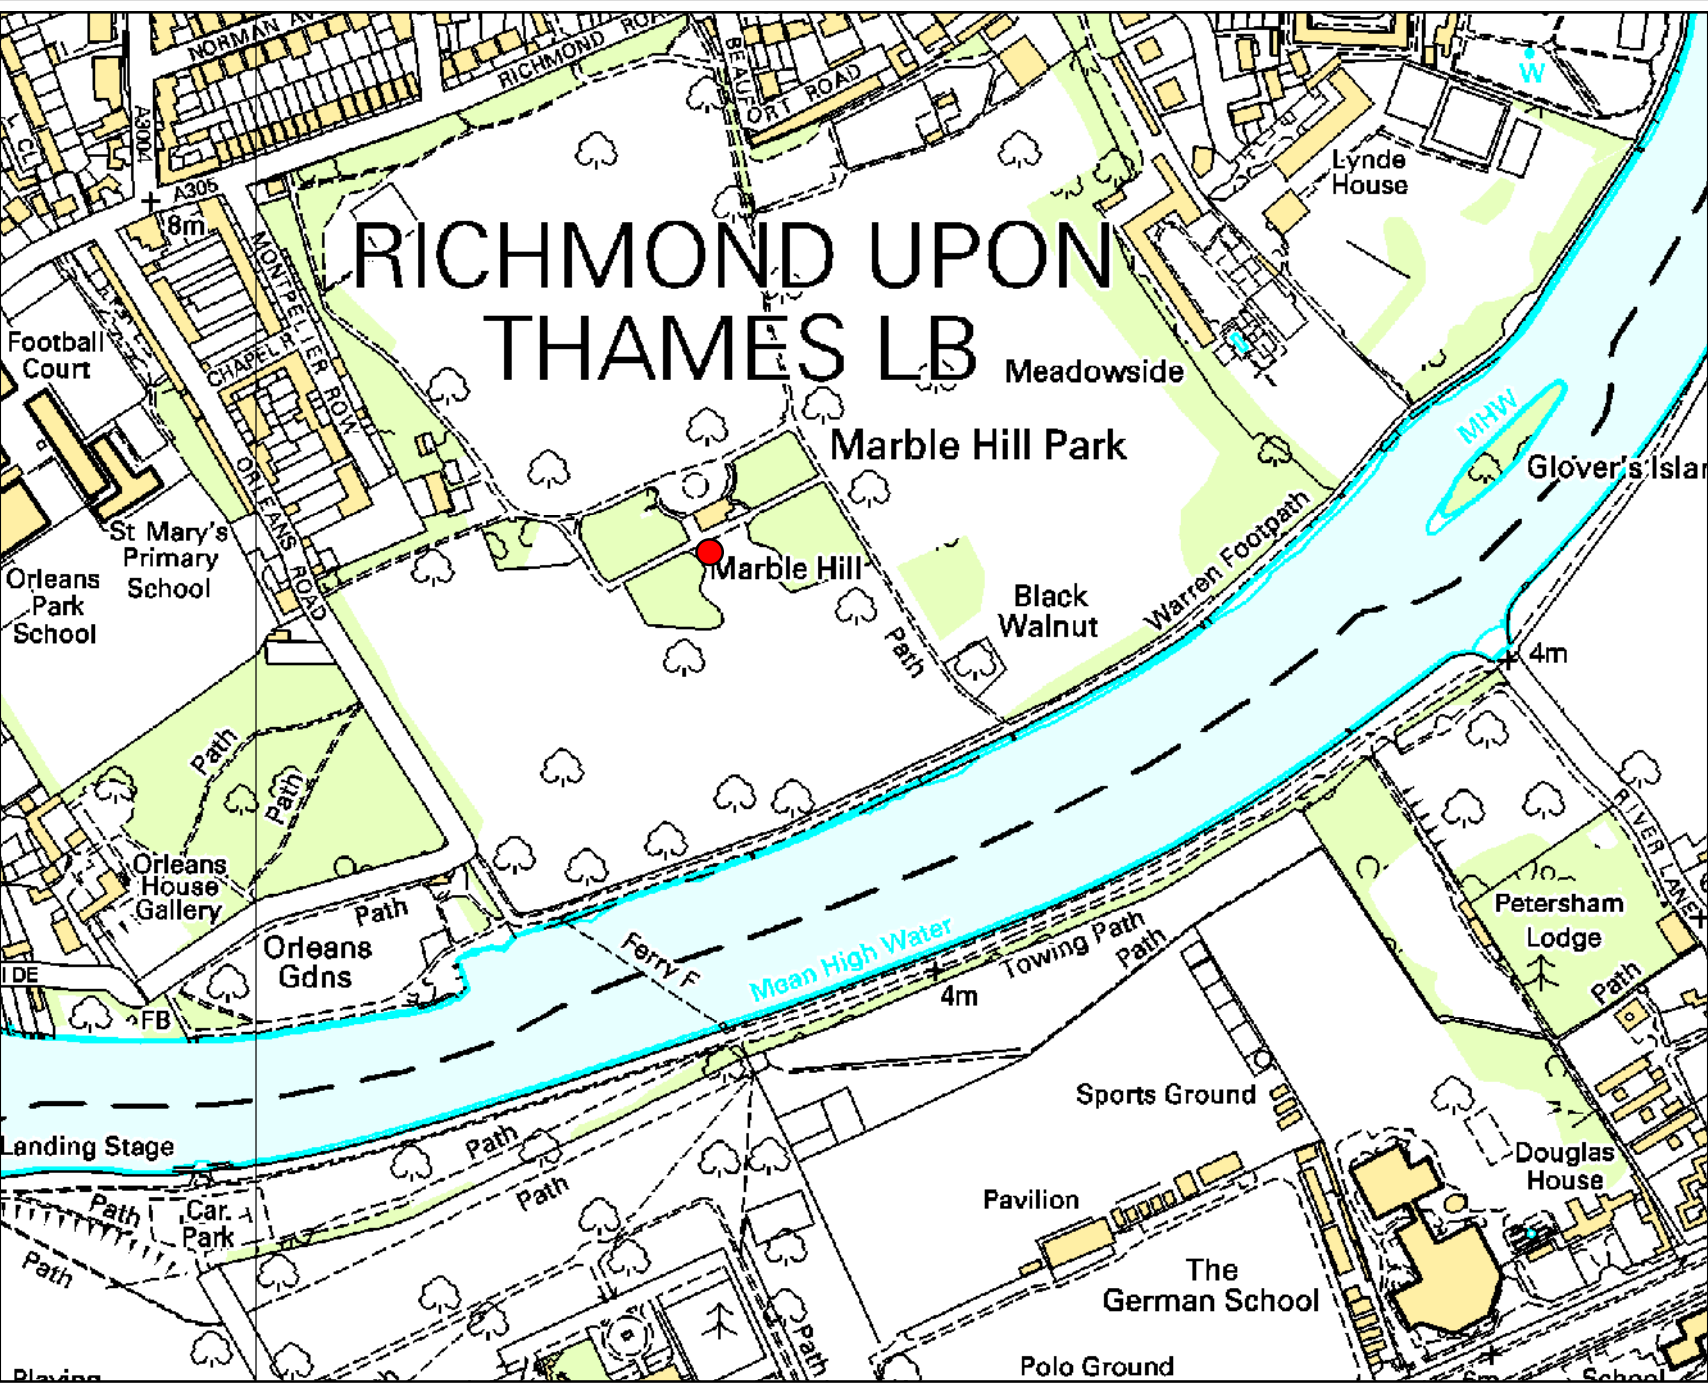 NORMAN AV
RICHMOND ROAD
BEAUFORT ROAD
W
A3004
Lynde
House
A305
8m
RICHMOND UPON
THAMES LB
MONTPELIER ROW
Football
Court
CHAPEL R
Meadowside
MHW
Marble Hill Park
Glover's Islan
ORLEANS ROAD
St Mary's
Primary
School
Orleans
Park
School
Marble Hill
Black
Walnut
Warren Footpath
Path
4m
Path
Path
RIVER LANE
Orleans
House
Gallery
Path
Orleans
Gdns
Ferry F
Mean High Water
Towing Path
Path
4m
Petersham
Lodge
Path
IDE
FB
Sports Ground
Landing Stage
Path
Douglas
House
Path
Pavilion
Path
Car
Park
Path
The
German School
Path
Polo Ground
Playing
School